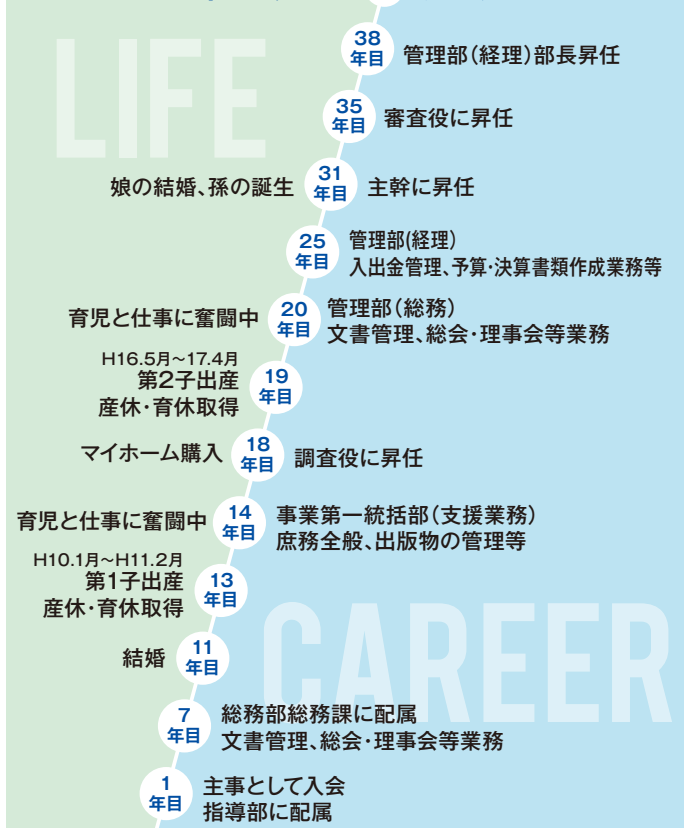 LIFE
38
年目
管理部（経理）部長昇任
35
年目
審査役に昇任
娘の結婚、孫の誕生
31
年目
主幹に昇任
25
年目
管理部(経理)
入出金管理、予算・決算書類作成業務等
育児と仕事に奮闘中
20
年目
管理部（総務）
文書管理、総会・理事会等業務
H16.5月～17.4月
第2子出産
産休・育休取得
19
年目
マイホーム購入
18
年目
調査役に昇任
育児と仕事に奮闘中
14
年目
事業第一統括部（支援業務）
庶務全般、出版物の管理等
H10.1月～H11.2月
第1子出産
産休・育休取得
13
年目
CAREER
結婚
11
年目
7
年目
総務部総務課に配属
文書管理、総会・理事会等業務
1
年目
主事として入会
指導部に配属